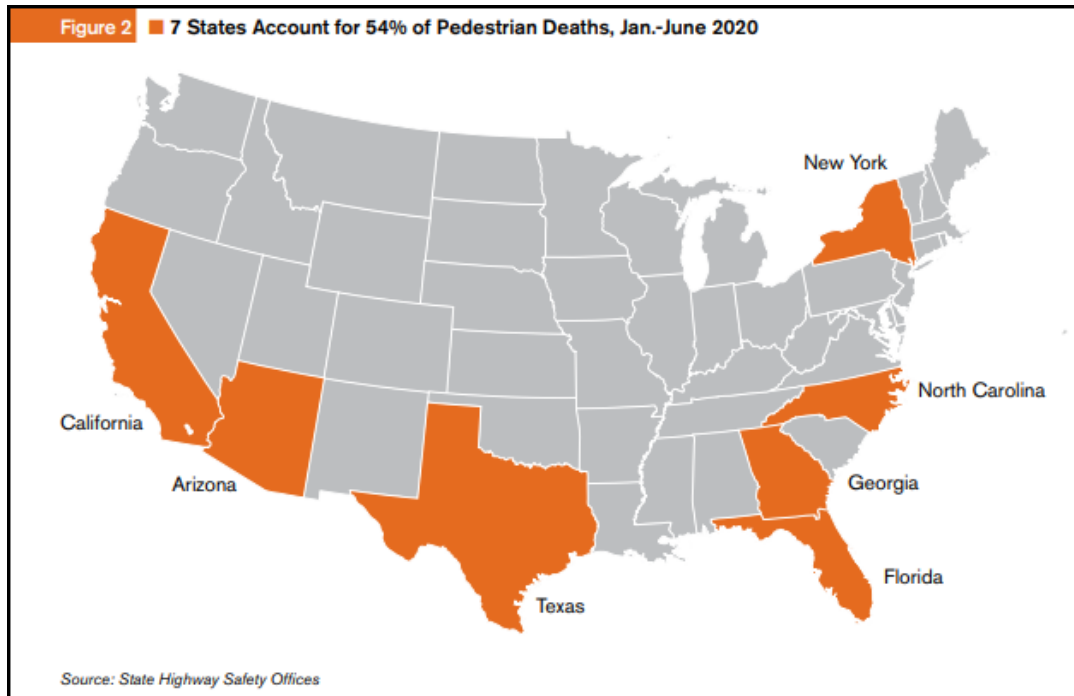 Figure 2 7 States Account for 54% of Pedestrian Deaths, Jan.-June 2020
New York
North Carolina
California
Arizona
Georgia
Florida
Texas
Source: State Highway Safety Offices